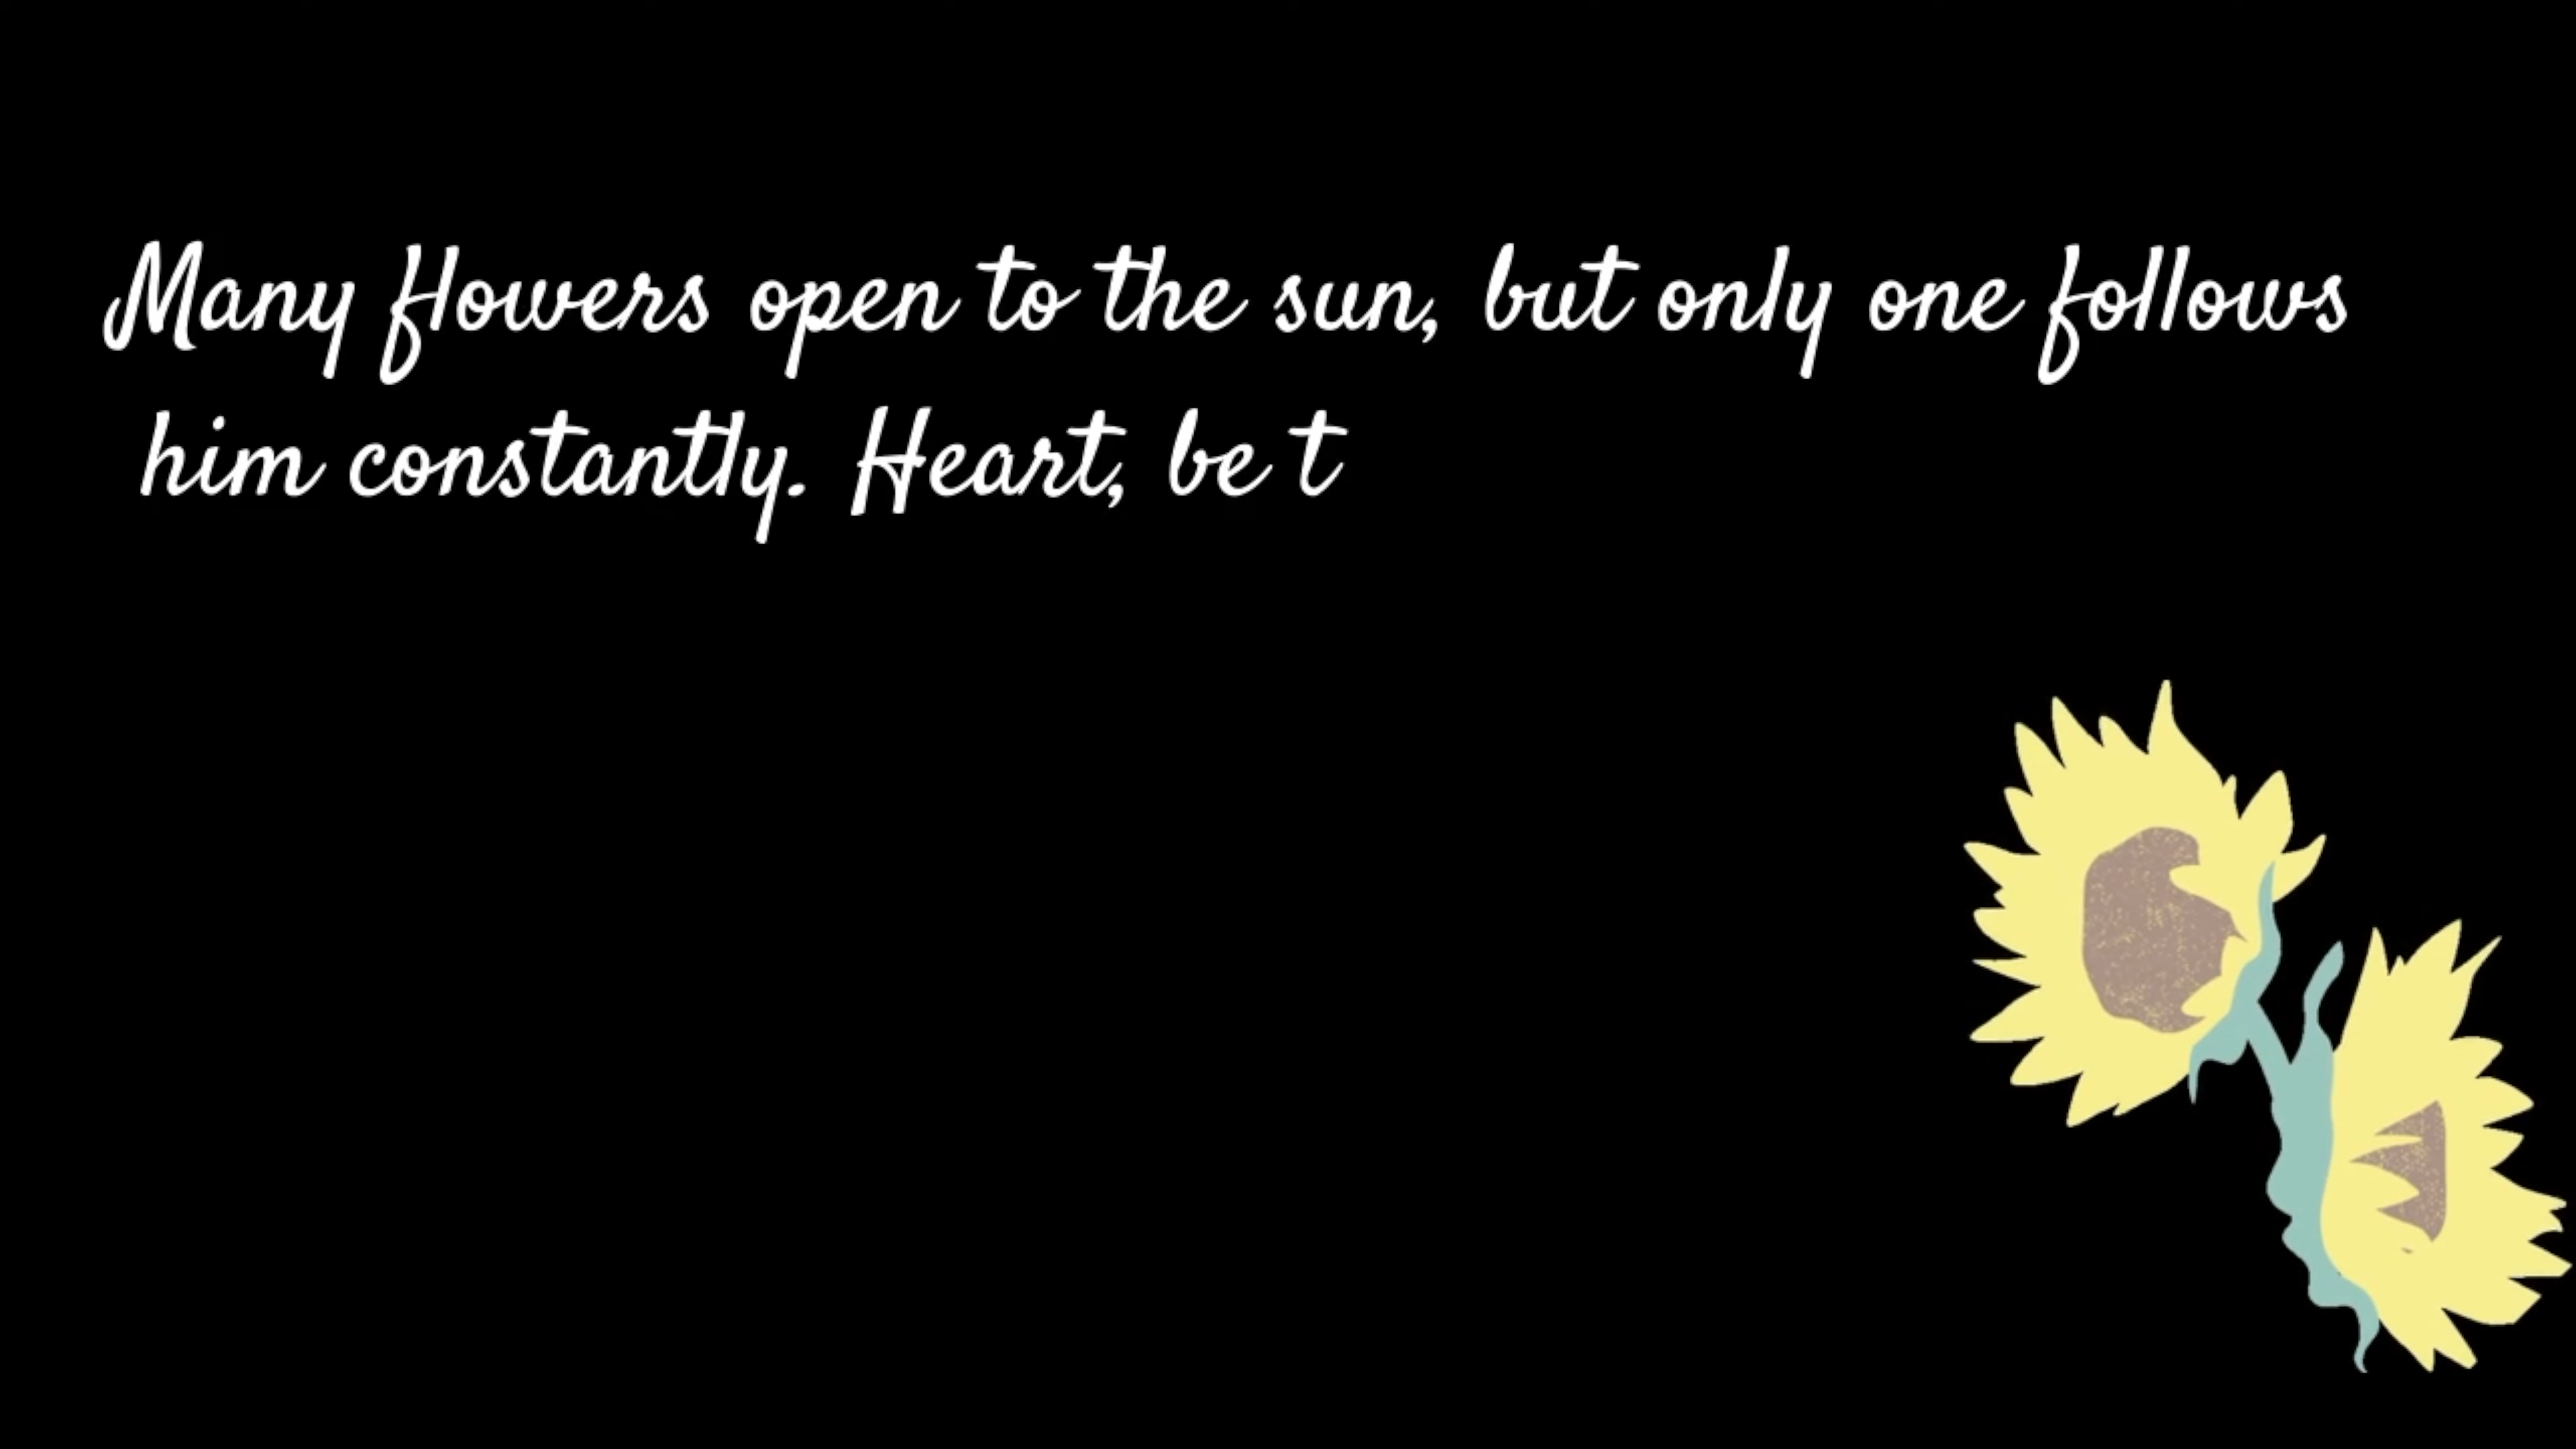 Many flowers open to the sun, but only one follows
him constantly. Heart, be t